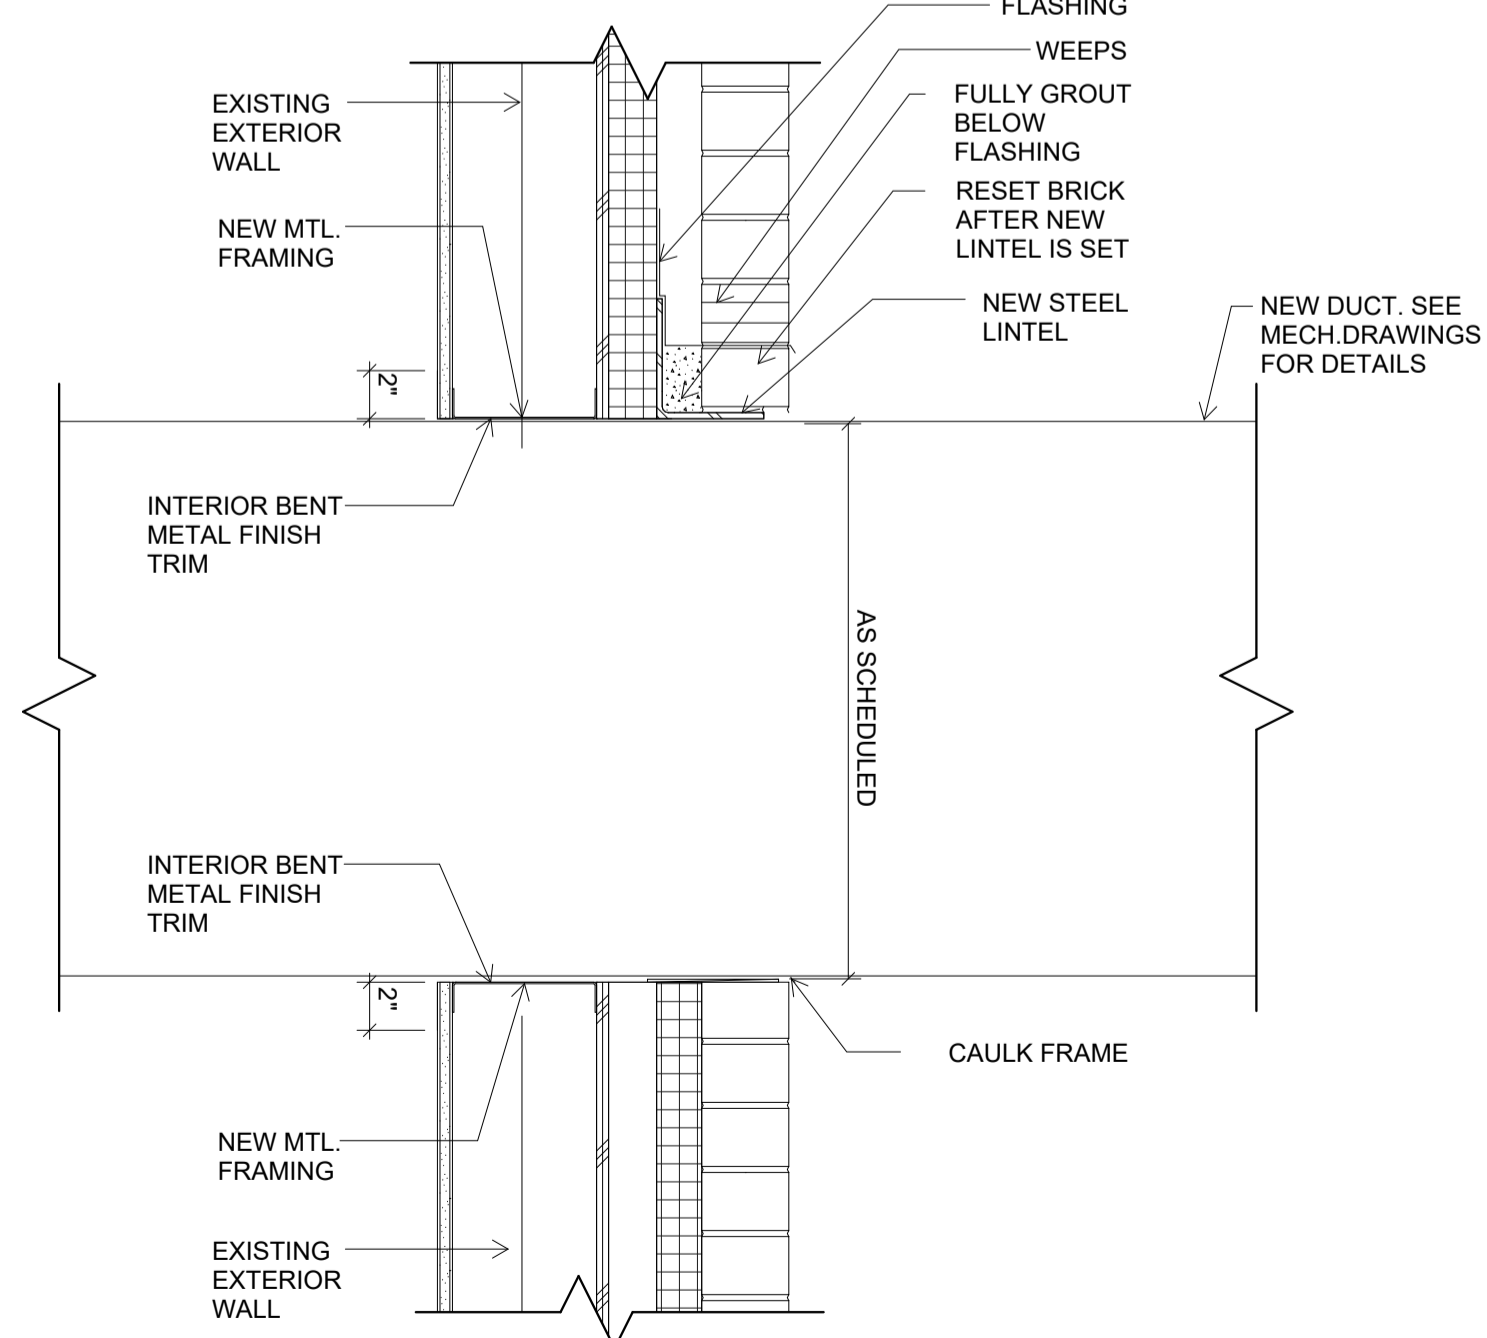 FLASHING
WEEPS
FULLY GROUT
BELOW
FLASHING
RESET BRICK
AFTER NEW
LINTEL IS SET
NEW STEEL
LINTEL
NEW DUCT. SEE
MECH.DRAWINGS
FOR DETAILS
EXISTING
EXTERIOR
WALL
NEW MTL.
FRAMING
2"
INTERIOR BENT
METAL FINISH
TRIM
AS SCHEDULED
INTERIOR BENT
METAL FINISH
TRIM
2"
CAULK FRAME
NEW MTL.
FRAMING
EXISTING
EXTERIOR
WALL